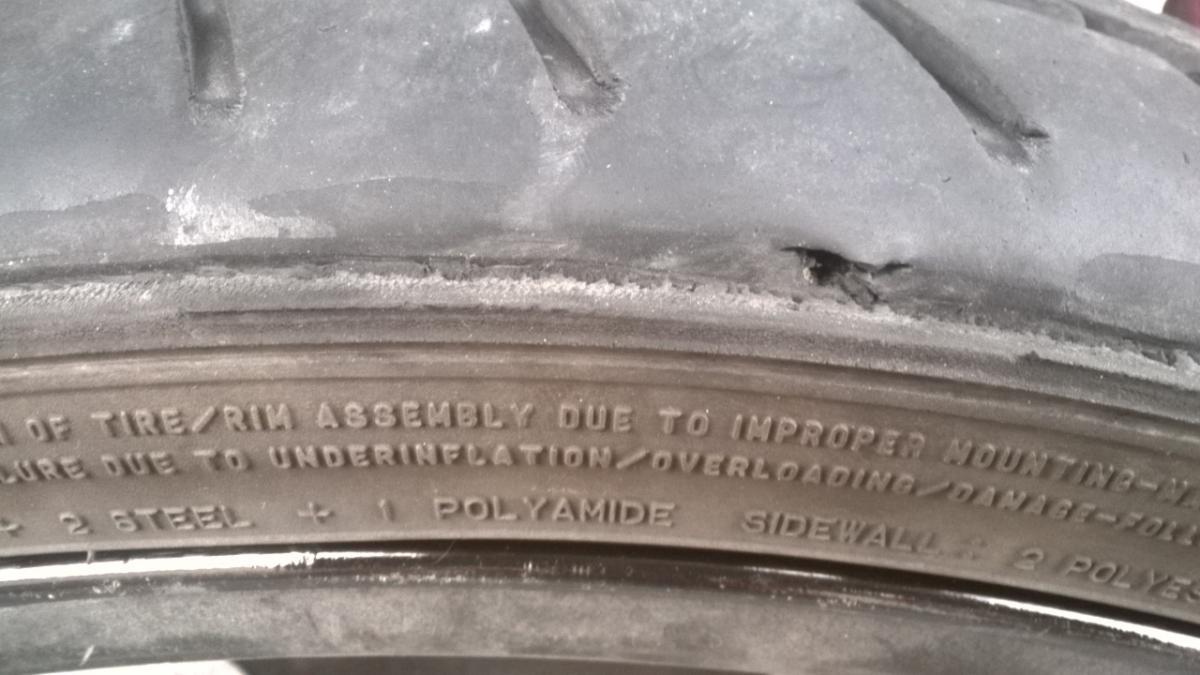 OF TIRE/RIM ASSEMBLY DUE TO IMPROPER MOUNTING-N
LURE DUE TO UNDERINFLATION/OVERLOADING/DAMAGE-FOLL
+ 2 STEEL + 1 POLYAMIDE SIDEWALL: 2 POLYES